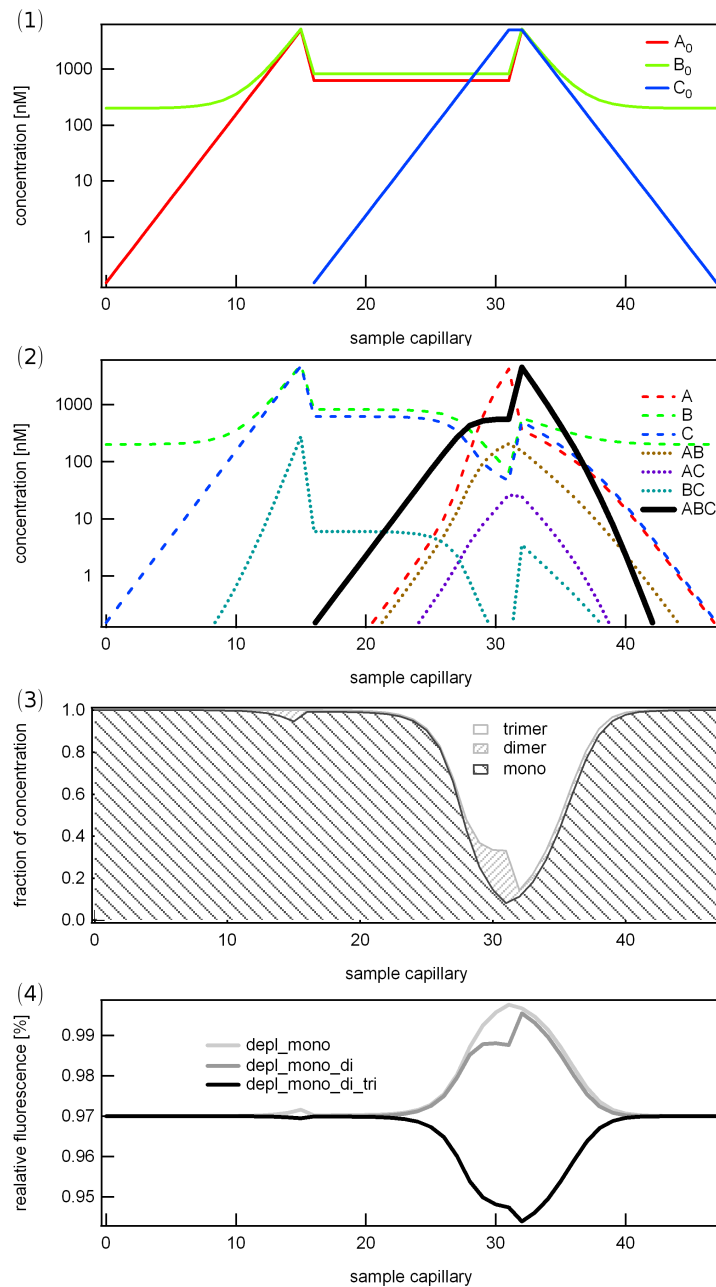 (1)
1000
100
10
1
concentration [nM]
A0
B0
C0
0 10 20 30 40
sample capillary
(2)
1000
100
10
1
concentration [nM]
A
B
C
AB
AC
BC
ABC
0 10 20 30 40
sample capillary
(3)
1.0
0.8
0.6
0.4
0.2
0.0
fraction of concentration
trimer
dimer
mono
0 10 20 30 40
sample capillary
(4)
0.99
0.98
0.97
0.96
0.95
realative fluorescence [%]
depl_mono
depl_mono_di
depl_mono_di_tri
0 10 20 30 40
sample capillary